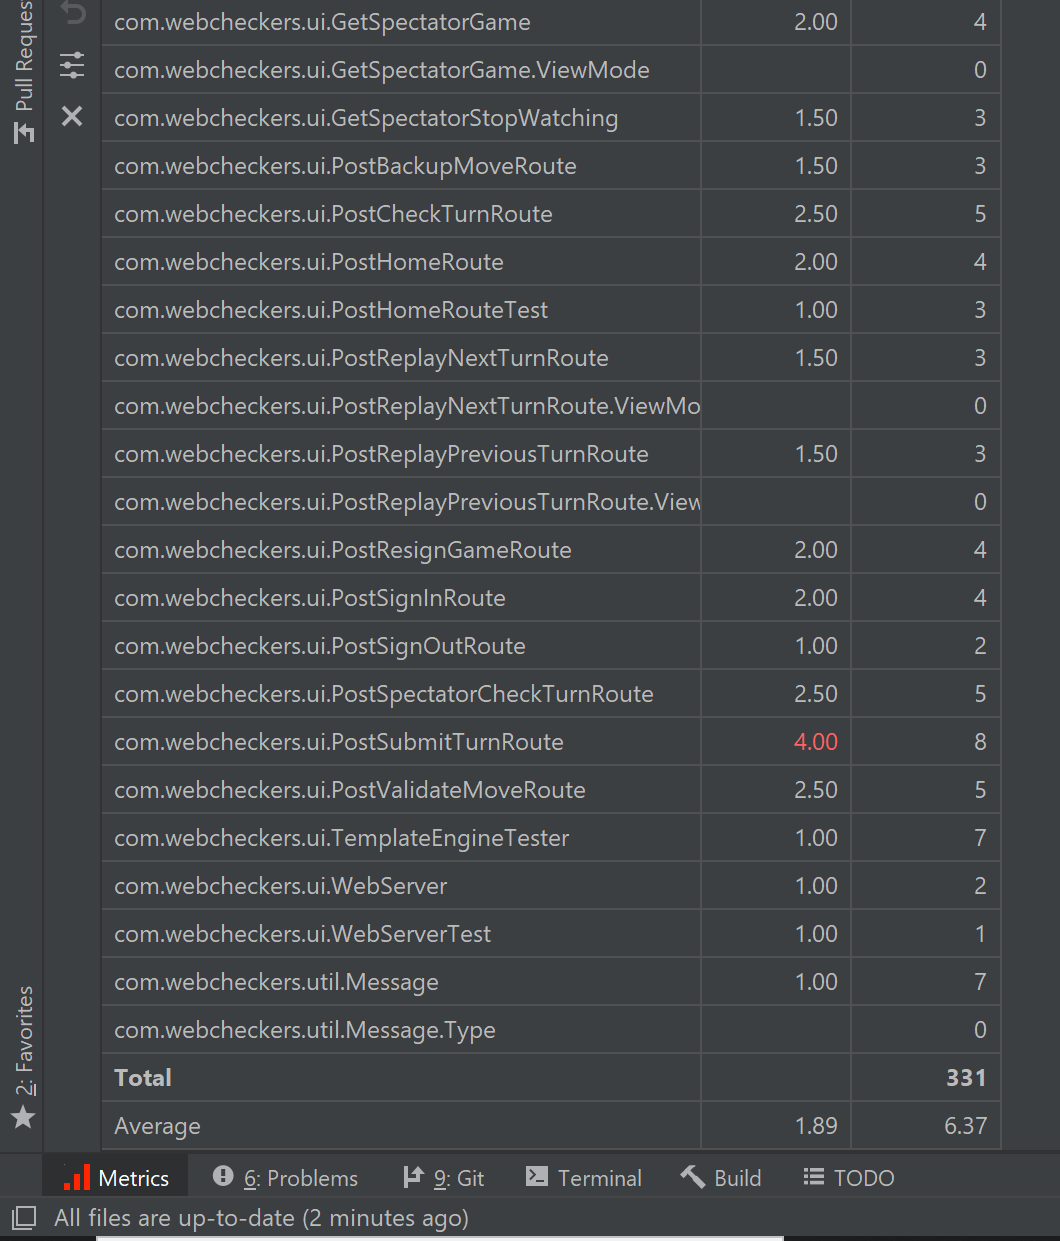 Pull Reques
com.webcheckers.ui.GetSpectatorGame 2.00 4
com.webcheckers.ui.GetSpectatorGame.ViewMode 0
com.webcheckers.ui.GetSpectatorStopWatching 1.50 3
com.webcheckers.ui.PostBackupMoveRoute 1.50 3
com.webcheckers.ui.PostCheckTurnRoute 2.50 5
com.webcheckers.ui.PostHomeRoute 2.00 4
com.webcheckers.ui.PostHomeRouteTest 1.00 3
com.webcheckers.ui.PostReplayNextTurnRoute 1.50 3
com.webcheckers.ui.PostReplayNextTurnRoute.ViewMo 0
com.webcheckers.ui.PostReplayPreviousTurnRoute 1.50 3
com.webcheckers.ui.PostReplayPreviousTurnRoute.View 0
com.webcheckers.ui.PostResignGameRoute 2.00 4
com.webcheckers.ui.PostSignInRoute 2.00 4
com.webcheckers.ui.PostSignOutRoute 1.00 2
com.webcheckers.ui.PostSpectatorCheckTurnRoute 2.50 5
com.webcheckers.ui.PostSubmitTurnRoute 4.00 8
com.webcheckers.ui.PostValidateMoveRoute 2.50 5
com.webcheckers.ui.TemplateEngineTester 1.00 7
com.webcheckers.ui.WebServer 1.00 2
com.webcheckers.ui.WebServerTest 1.00 1
com.webcheckers.util.Message 1.00 7
com.webcheckers.util.Message.Type 0
Total 331
Average 1.89 6.37
2: Favorites
Metrics 6: Problems 9: Git Terminal Build TODO
All files are up-to-date (2 minutes ago)